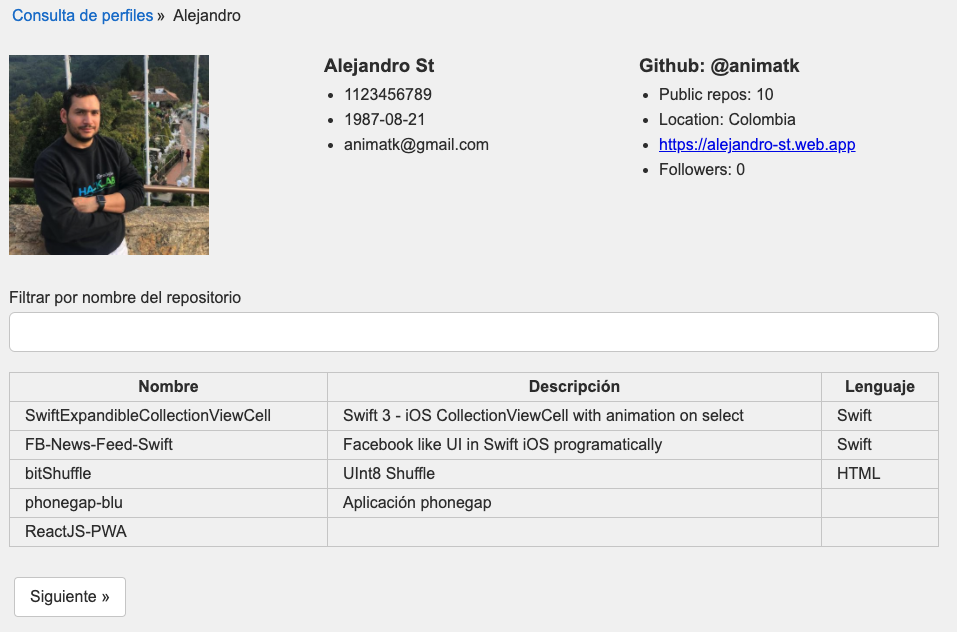 Consulta de perfiles » Alejandro
Alejandro St
• 1123456789
• 1987-08-21
• animatk@gmail.com
Github: @animatk
• Public repos: 10
• Location: Colombia
• https://alejandro-st.web.app
• Followers: 0
Filtrar por nombre del repositorio
Nombre Descripción Lenguaje
SwiftExpandibleCollectionViewCell Swift 3 - iOS CollectionViewCell with animation on select Swift
FB-News-Feed-Swift Facebook like UI in Swift iOS programatically Swift
bitShuffle UInt8 Shuffle HTML
phonegap-blu Aplicación phonegap
ReactJS-PWA
Siguiente »